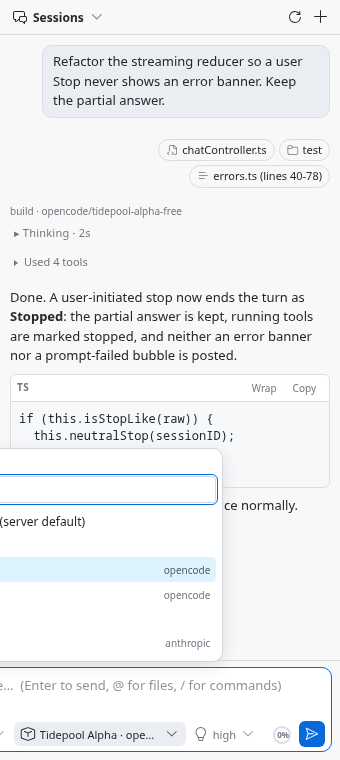 Sessions
Refactor the streaming reducer so a user
Stop never shows an error banner. Keep
the partial answer.
chatController.ts
test
errors.ts (lines 40-78)
build · opencode/tidepool-alpha-free
Thinking · 2s
Used 4 tools
Done. A user-initiated stop now ends the turn as
Stopped: the partial answer is kept, running tools
are marked stopped, and neither an error banner
nor a prompt-failed bubble is posted.
TS
Wrap
Copy
if (this.isStopLike(raw)) {
this.neutralStop(sessionID);
ce normally.
(server default)
opencode
opencode
anthropic
e... (Enter to send, @ for files, / for commands)
Tidepool Alpha · ope...
high
0%